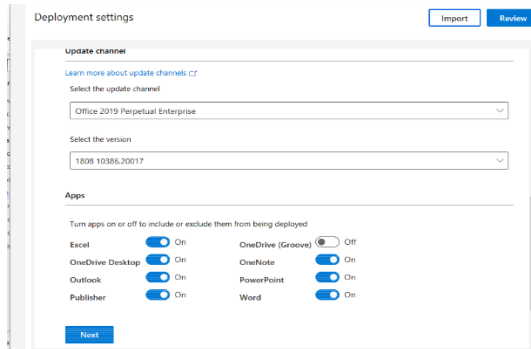 Deployment settings
Import
Review
Update channel
Learn more about update channels
Select the update channel
Office 2019 Perpetual Enterprise
Select the version
1808 10386.20017
Apps
Turn apps on or off to include or exclude them from being deployed
Excel On OneDrive (Groove) Off
OneDrive Desktop On OneNote On
Outlook On PowerPoint On
Publisher On Word On
Next